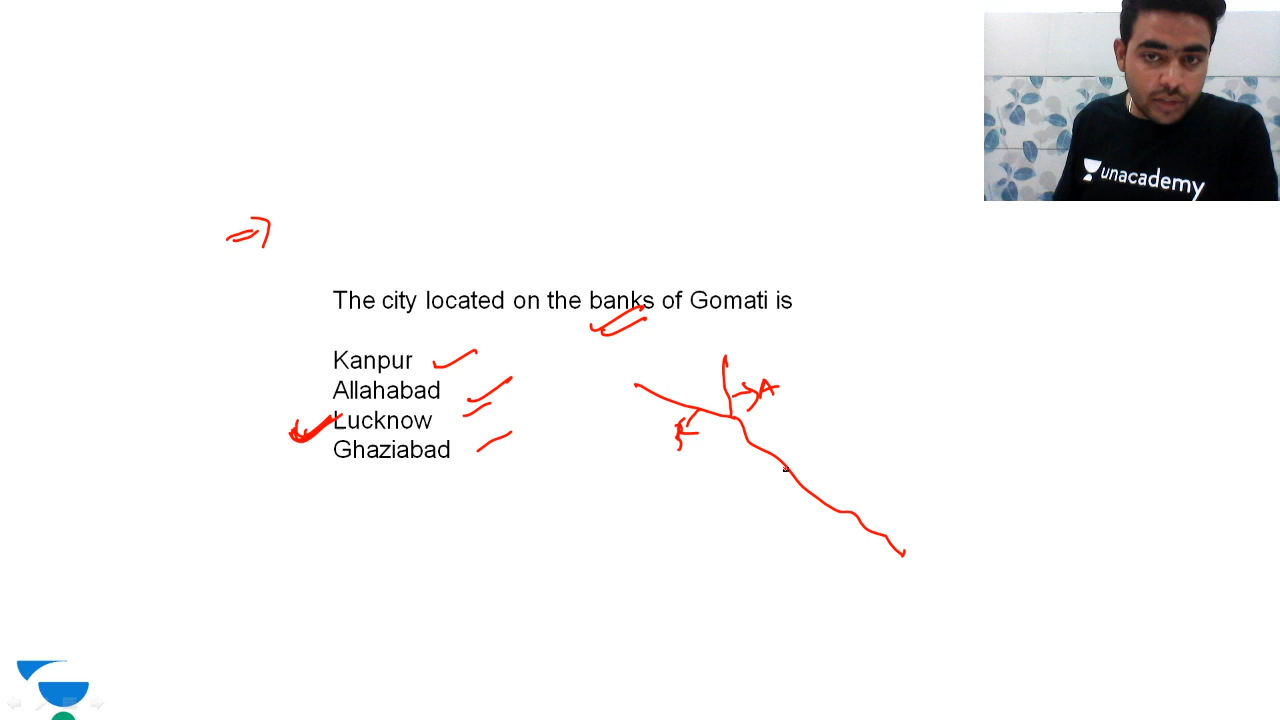 unacademy
The city located on the banks of Gomati is
Kanpur
Allahabad
Lucknow
Ghaziabad
A